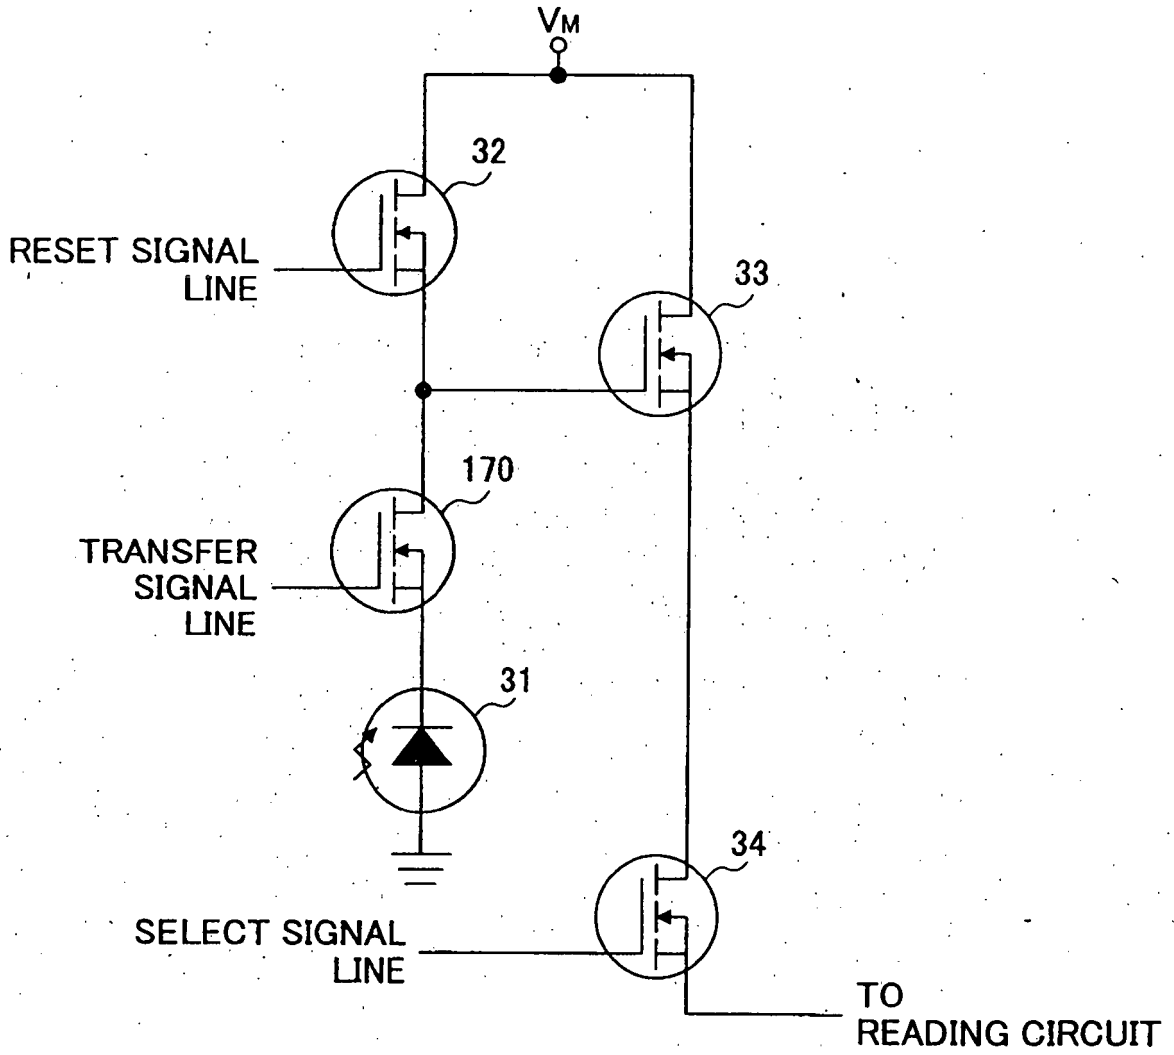 VM
32
RESET SIGNAL
LINE
33
170
TRANSFER
SIGNAL
LINE
31
34
SELECT SIGNAL
LINE
TO
READING CIRCUIT